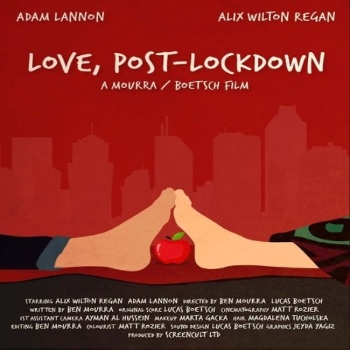 ADAM LANNON
ALIX WILTON REGAN
LOVE, POST-LOCKDOWN
A MOURRA / BOETSCH FILM
STARRING ALIX WILTON REGAN ADAM LANNON DIRECTED BY BEN MOURRA LUCAS BOETSCH
WRITTEN BY BEN MOURRA ORIGINAL SCORE LUCAS BOETSCH CINEMATOGRAPHY MATT ROZIER
1ST ASSISTANT CAMERA AYMAN AL HUSSEIN MAKEUP MARTA GACKA HAIR MAGDALENA TUCHOLSKA
EDITING BEN MOURRA COLOURIST MATT ROZIER SOUND DESIGN LUCAS BOETSCH GRAPHICS JEYDA YAGIZ
PRODUCED BY SCREENCULT LTD